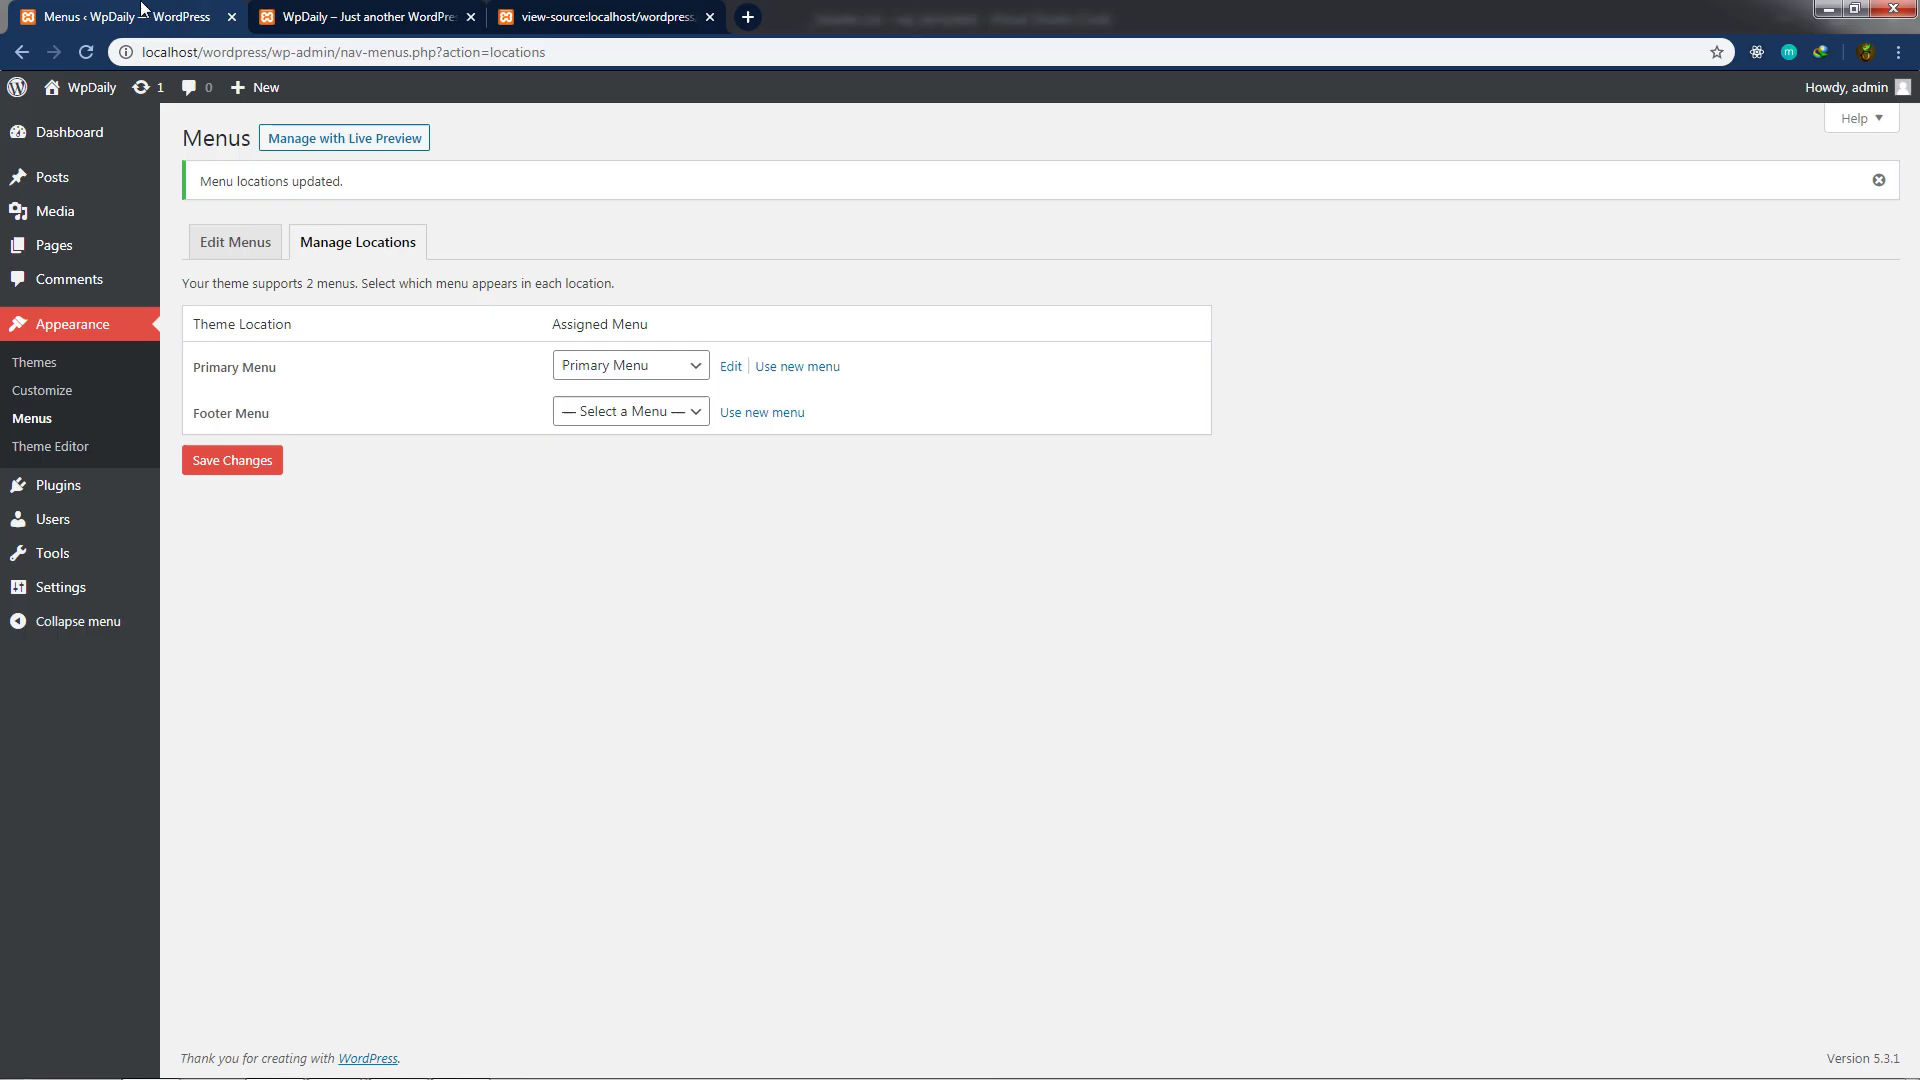 Menus ‹ WpDaily — WordPress
WpDaily – Just another WordPre
view-source:localhost/wordpress
localhost/wordpress/wp-admin/nav-menus.php?action=locations
WpDaily
1
0
New
Howdy, admin
Dashboard
Posts
Media
Pages
Comments
Appearance
Themes
Customize
Menus
Theme Editor
Plugins
Users
Tools
Settings
Collapse menu
Help
Menus
Manage with Live Preview
Menu locations updated.
Edit Menus
Manage Locations
Your theme supports 2 menus. Select which menu appears in each location.
Theme Location
Assigned Menu
Primary Menu
Primary Menu
Edit
Use new menu
Footer Menu
— Select a Menu —
Use new menu
Save Changes
Thank you for creating with WordPress.
Version 5.3.1